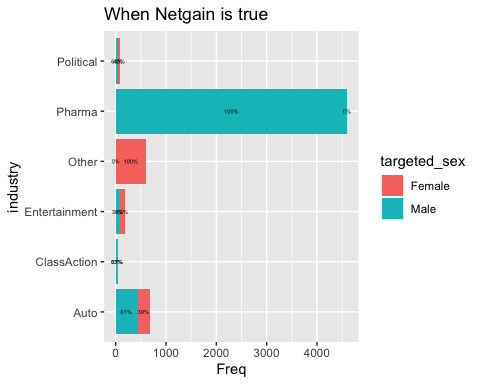 When Netgain is true
Political
Pharma
100%
0%
Other
0%
100%
Entertainment
ClassAction
Auto
61%
39%
0
1000
2000
3000
4000
Freq
industry
targeted_sex
Female
Male